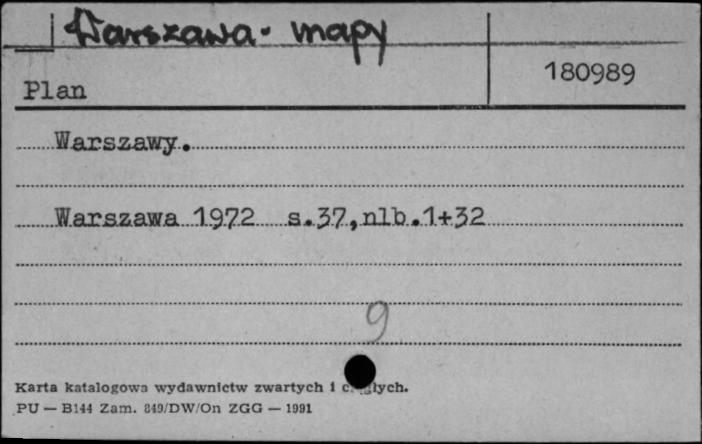 Warszawa - mapy
180989
Plan
Warszawy.
Warszawa 1972 s.37,nlb.1+32
9
Karta katalogowa wydawnictw zwartych i
PU — B144 Zam. 849/DW/On ZGG — 1991